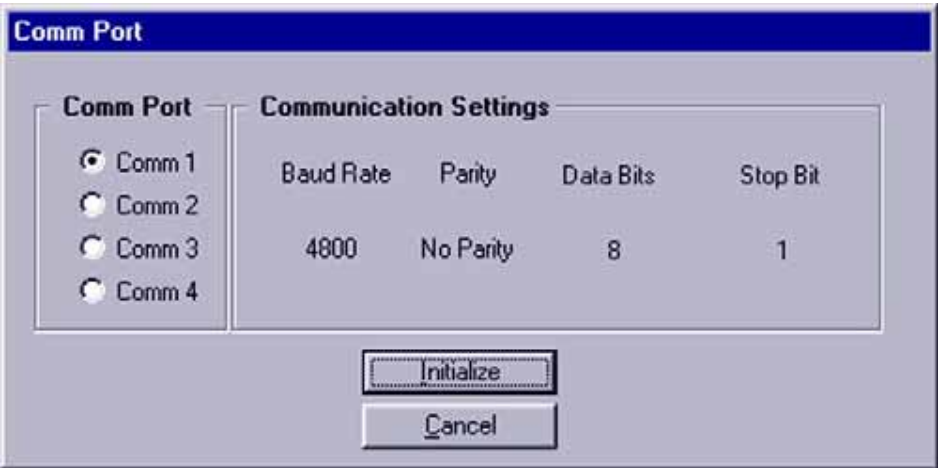 Comm Port
Comm Port
Communication Settings
Comm 1
Comm 2
Comm 3
Comm 4
Baud Rate Parity Data Bits Stop Bit
4800 No Parity 8 1
Initialize
Cancel